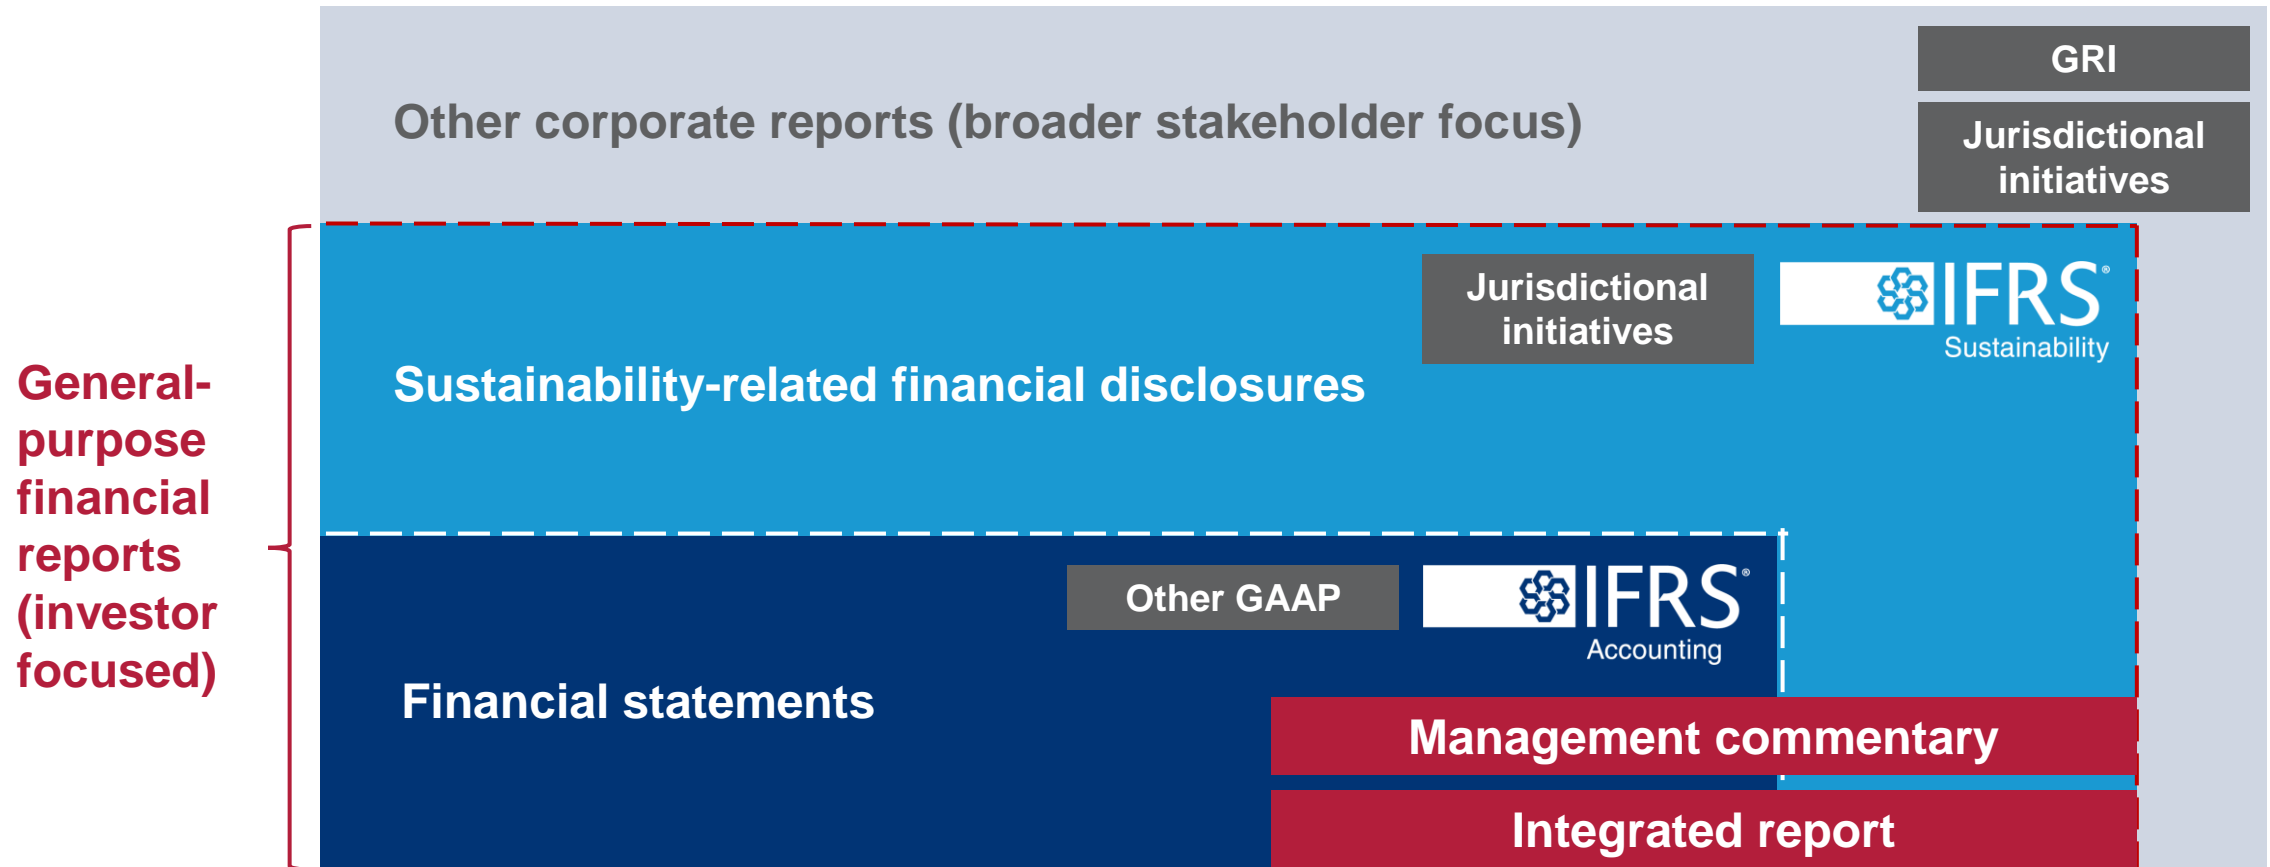 GRI
Other corporate reports (broader stakeholder focus)
Jurisdictional
initiatives
General-
purpose
financial
reports
(investor
focused)
Jurisdictional
initiatives
IFRS®
Sustainability
Sustainability-related financial disclosures
Other GAAP
IFRS®
Accounting
Financial statements
Management commentary
Integrated report